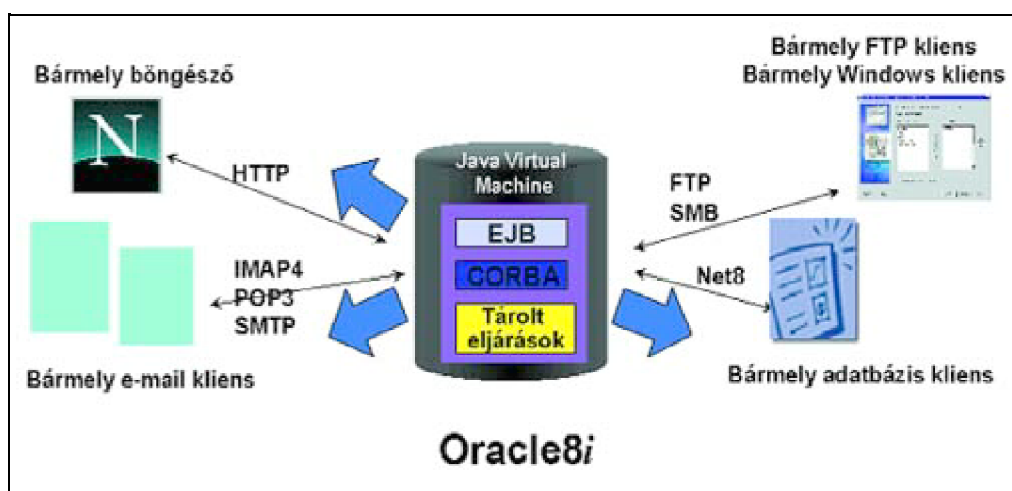 Bármely böngésző
N
HTTP
IMAP4
POP3
SMTP
Bármely e-mail kliens
Java Virtual
Machine
EJB
CORBA
Tárolt
eljárások
Bármely FTP kliens
Bármely Windows kliens
FTP
SMB
Net8
Bármely adatbázis kliens
Oracle8i